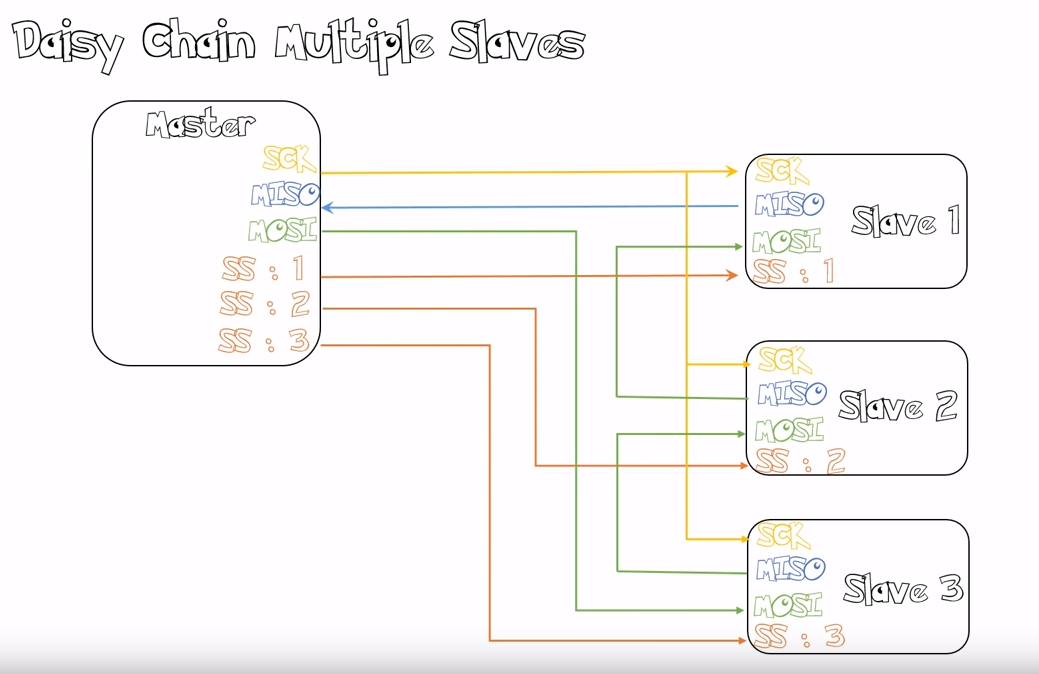 Daisy Chain Multiple Slaves
Master
SCK
MISO
MOSI
SS : 1
SS : 2
SS : 3
SCK
MISO
MOSI
SS : 1
Slave 1
SCK
MISO
MOSI
SS : 2
Slave 2
SCK
MISO
MOSI
SS : 3
Slave 3